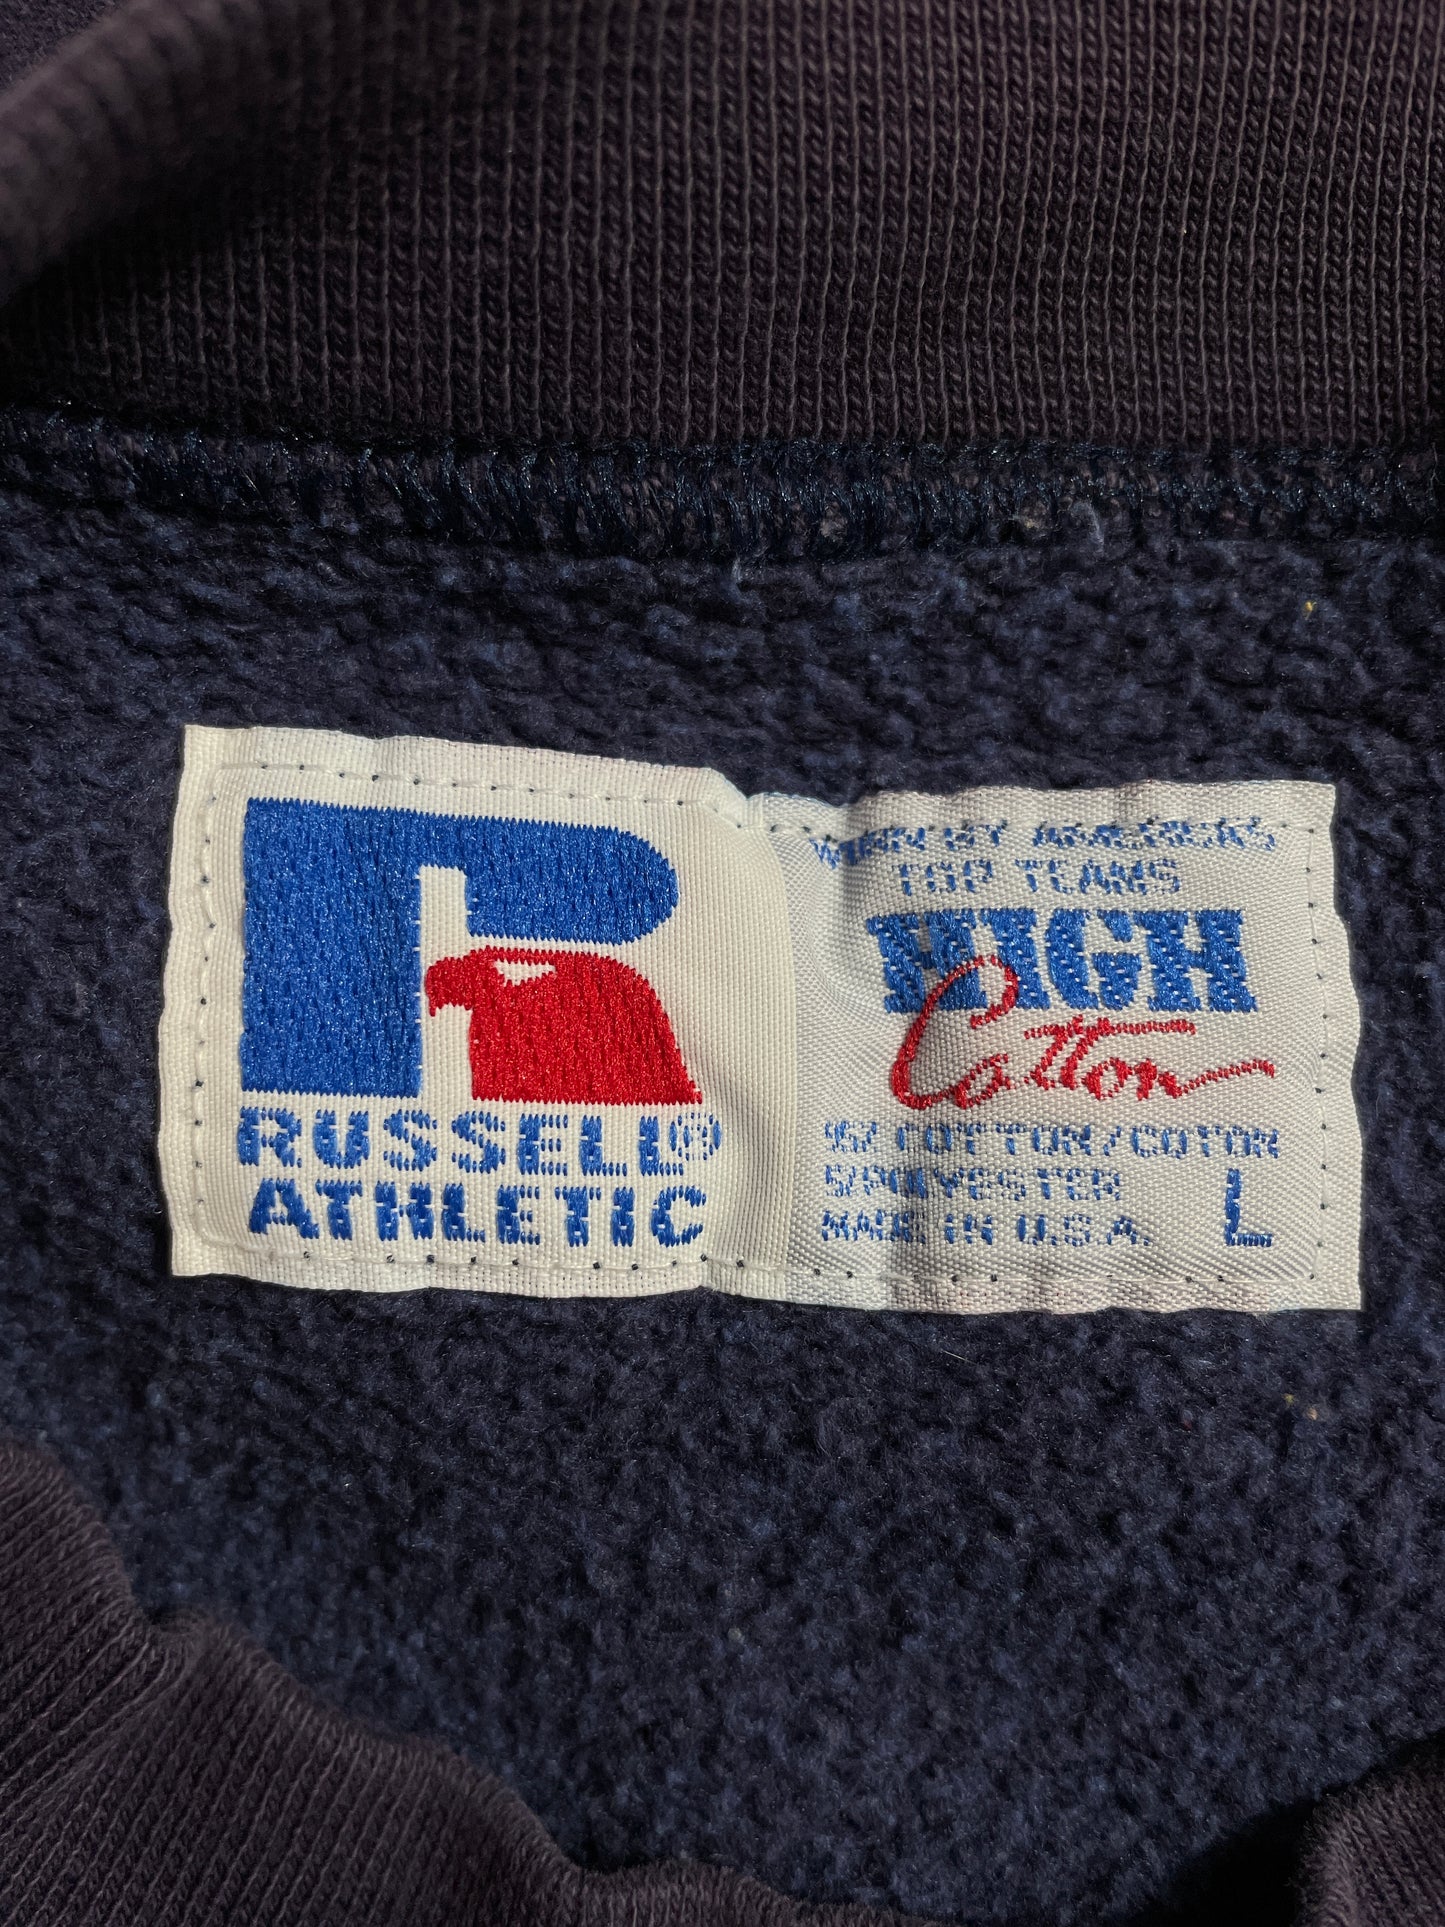 RUSSELL®
ATHLETIC
WORN BY AMERICA'S
TOP TEAMS
HIGH
Cotton
95% COTTON/COTON
5/POLYESTER
MADE IN U.S.A. L